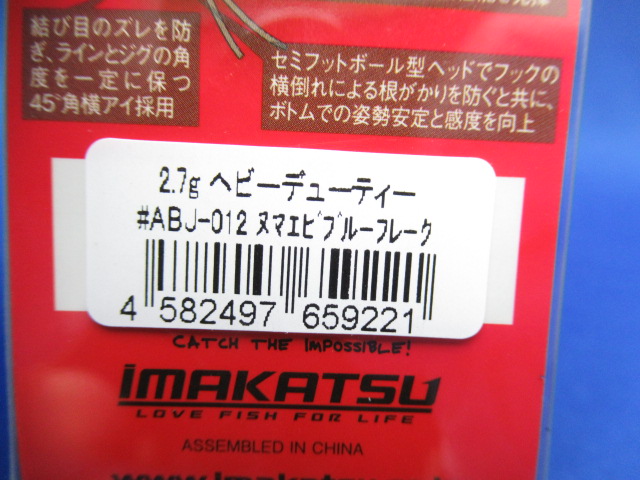 結び目のズレを防
ぎ、ラインとジグの角
度を一定に保つ
45°角横アイ採用
セミフットボール型ヘッドでフックの
横倒れによる根がかりを防ぐと共に、
ボトムでの姿勢安定と感度を向上
2.7g ヘビーデューティー
#ABJ-012 ヌマエビブルーフレーク
4 582497 659221
CATCH THE IMPOSSIBLE!
imAKATSU
LOVE FISH FOR LIFE
ASSEMBLED IN CHINA